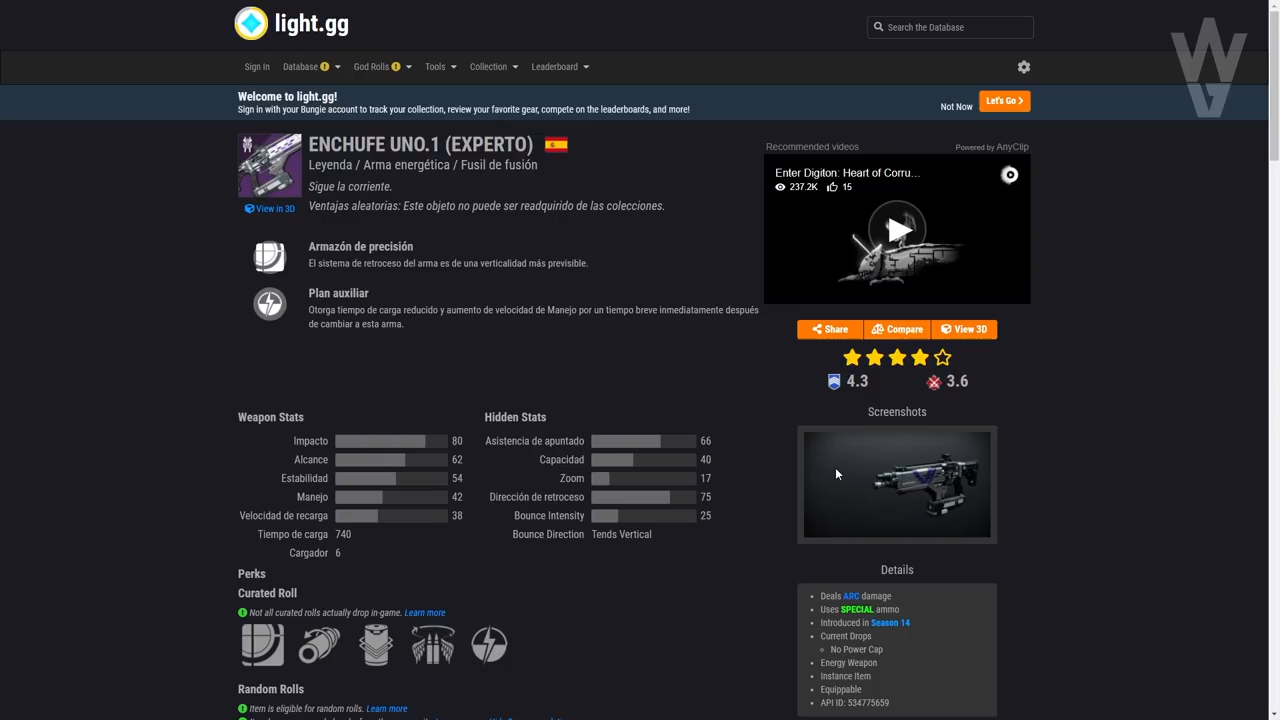 light.gg
Search the Database
Sign In Database God Rolls Tools Collection Leaderboard
Welcome to light.gg!
Sign in with your Bungie account to track your collection, review your favorite gear, compete on the leaderboards, and more!
Not Now Let's Go
ENCHUFE UNO.1 (EXPERTO)
Leyenda / Arma energética / Fusil de fusión
Sigue la corriente.
View in 3D
Ventajas aleatorias: Este objeto no puede ser readquirido de las colecciones.
Armazón de precisión
El sistema de retroceso del arma es de una verticalidad más previsible.
Plan auxiliar
Otorga tiempo de carga reducido y aumento de velocidad de Manejo por un tiempo breve inmediatamente después
de cambiar a esta arma.
Recommended videos Powered by AnyClip
Enter Digiton: Heart of Corru...
237.2K 15
Share Compare View 3D
4.3 3.6
Screenshots
Weapon Stats
Impacto 80
Alcance 62
Estabilidad 54
Manejo 42
Velocidad de recarga 38
Tiempo de carga 740
Cargador 6
Hidden Stats
Asistencia de apuntado 66
Capacidad 40
Zoom 17
Dirección de retroceso 75
Bounce Intensity 25
Bounce Direction Tends Vertical
Perks
Curated Roll
Not all curated rolls actually drop in-game. Learn more
Random Rolls
Item is eligible for random rolls. Learn more
Details
Deals ARC damage
Uses SPECIAL ammo
Introduced in Season 14
Current Drops
No Power Cap
Energy Weapon
Instance Item
Equippable
API ID: 534775659